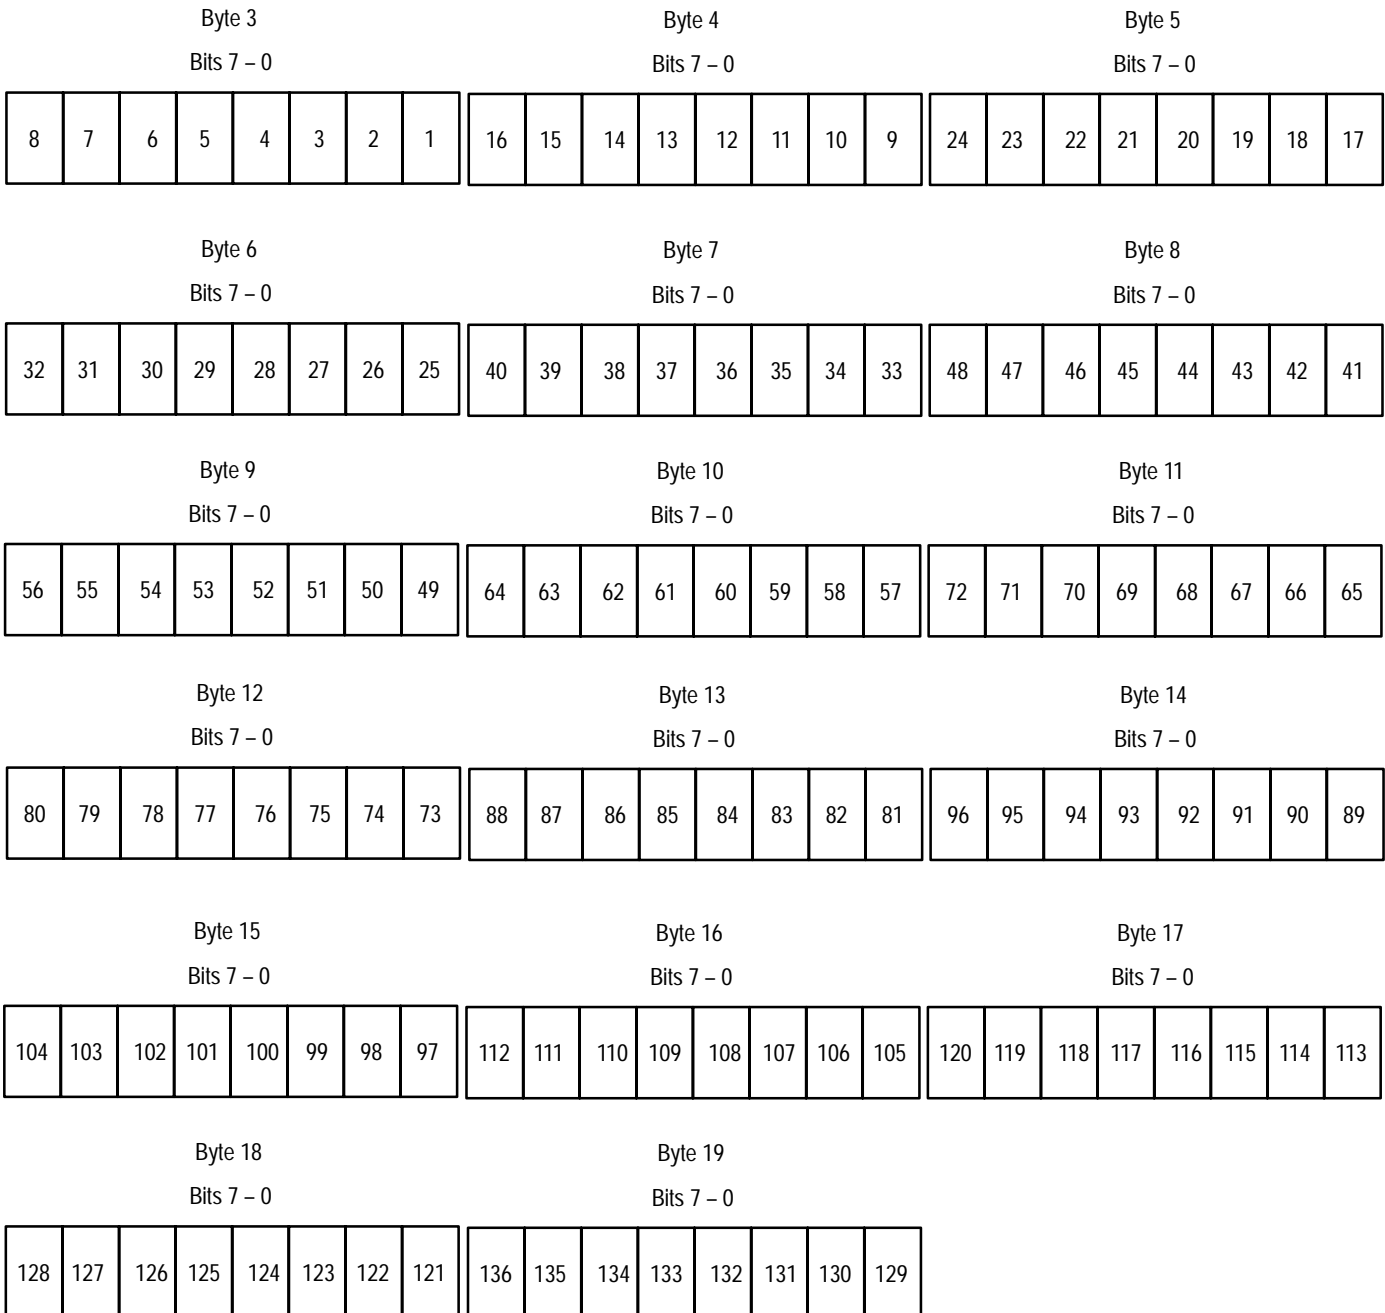 Byte 3 Byte 4 Byte 5
Bits 7 – 0 Bits 7 – 0 Bits 7 – 0
8 7 6 5 4 3 2 1 16 15 14 13 12 11 10 9 24 23 22 21 20 19 18 17
Byte 6 Byte 7 Byte 8
Bits 7 – 0 Bits 7 – 0 Bits 7 – 0
32 31 30 29 28 27 26 25 40 39 38 37 36 35 34 33 48 47 46 45 44 43 42 41
Byte 9 Byte 10 Byte 11
Bits 7 – 0 Bits 7 – 0 Bits 7 – 0
56 55 54 53 52 51 50 49 64 63 62 61 60 59 58 57 72 71 70 69 68 67 66 65
Byte 12 Byte 13 Byte 14
Bits 7 – 0 Bits 7 – 0 Bits 7 – 0
80 79 78 77 76 75 74 73 88 87 86 85 84 83 82 81 96 95 94 93 92 91 90 89
Byte 15 Byte 16 Byte 17
Bits 7 – 0 Bits 7 – 0 Bits 7 – 0
104 103 102 101 100 99 98 97 112 111 110 109 108 107 106 105 120 119 118 117 116 115 114 113
Byte 18 Byte 19
Bits 7 – 0 Bits 7 – 0
128 127 126 125 124 123 122 121 136 135 134 133 132 131 130 129